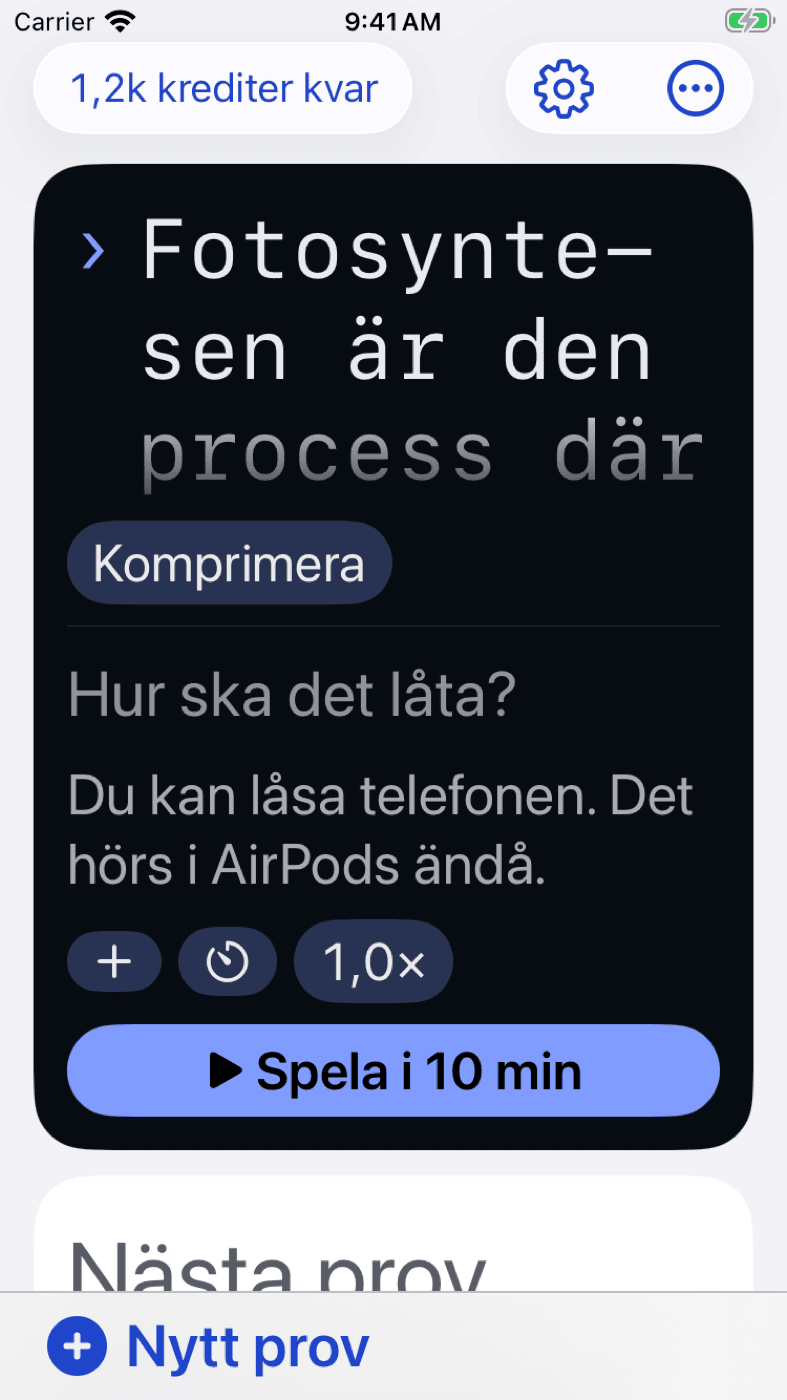 Carrier 9:41 AM
1,2k krediter kvar
Fotosynte-
sen är den
process där
Komprimera
Hur ska det låta?
Du kan låsa telefonen. Det
hörs i AirPods ändå.
1,0×
Spela i 10 min
Nästa prov
Nytt prov